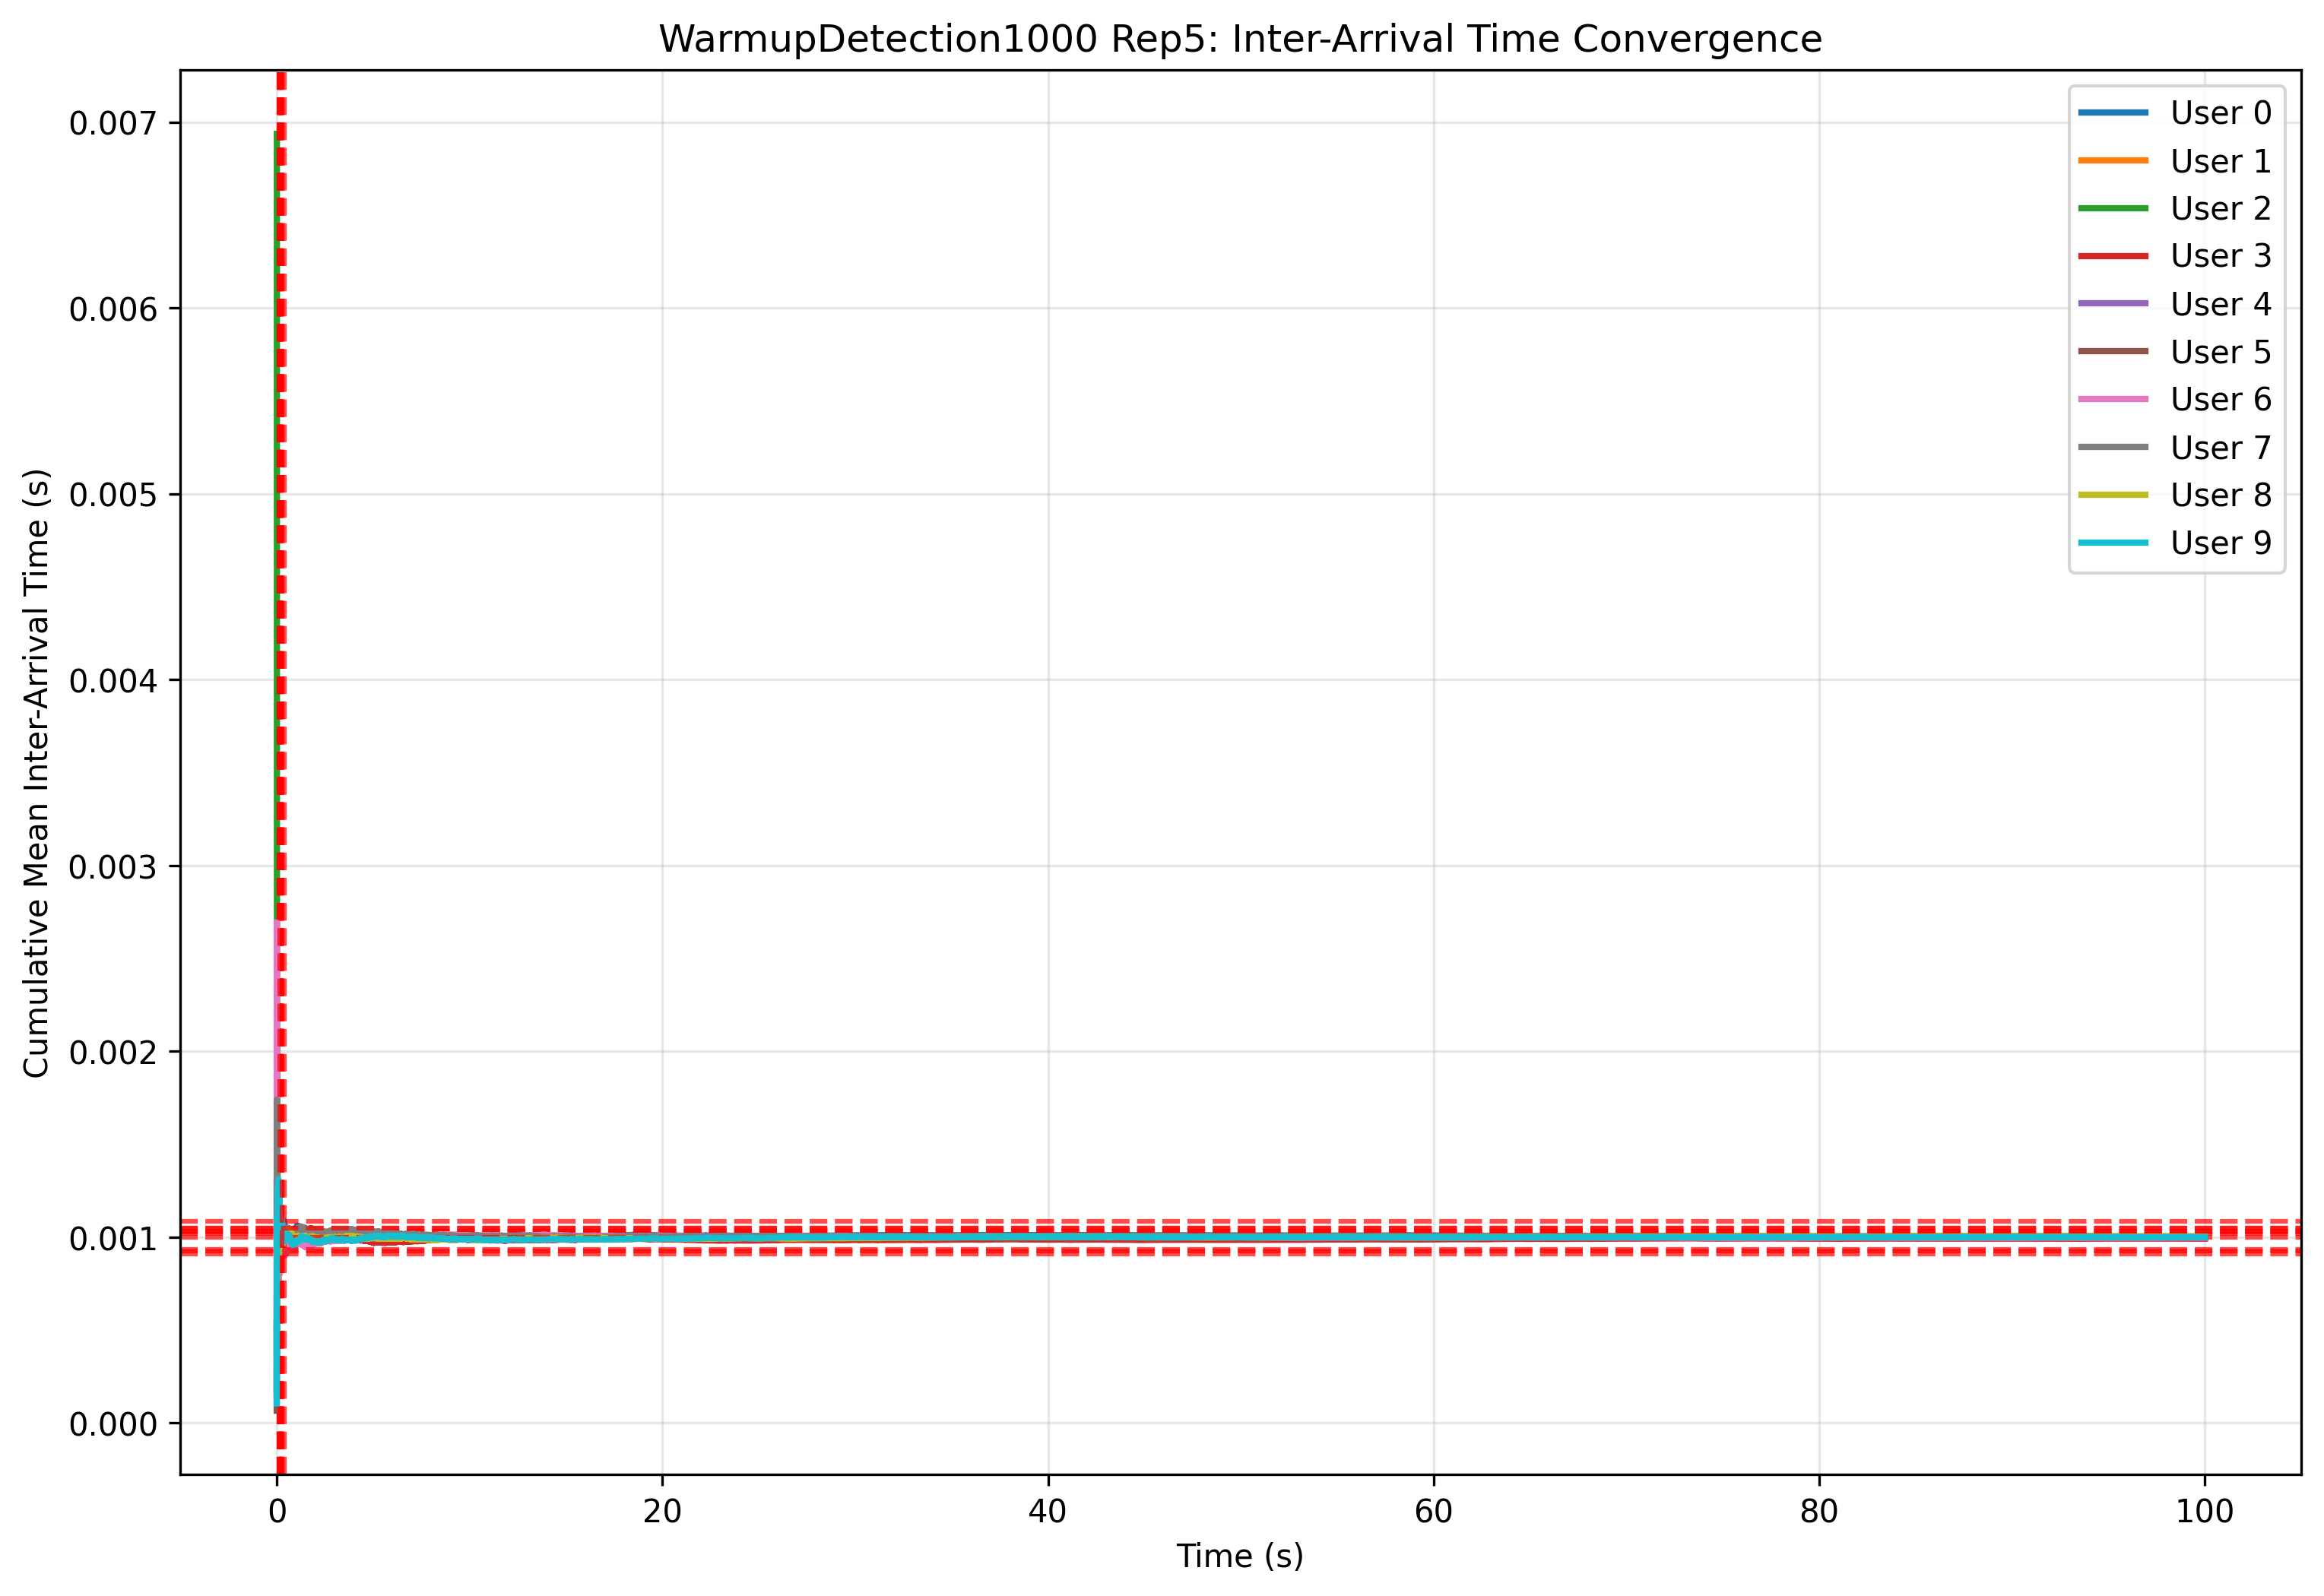 WarmupDetection1000 Rep5: Inter-Arrival Time Convergence
Cumulative Mean Inter-Arrival Time (s)
0.007
0.006
0.005
0.004
0.003
0.002
0.001
0.000
User 0
User 1
User 2
User 3
User 4
User 5
User 6
User 7
User 8
User 9
0
20
40
60
80
100
Time (s)